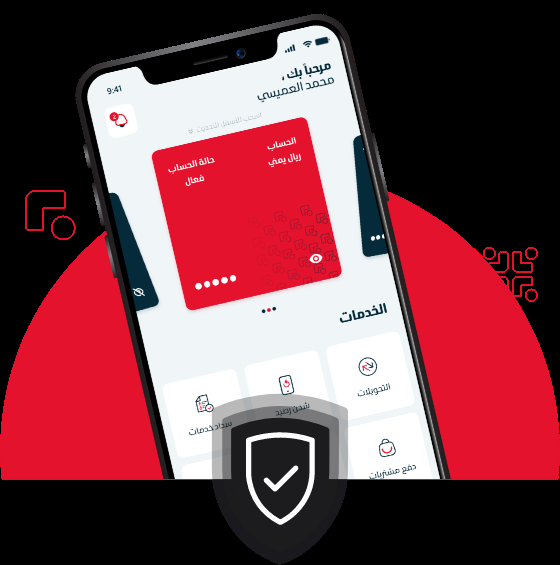 9:41
مرحباً بك ،
محمد العميسي
2
اسحب للأسفل للتحديث
الحساب
ريال يمني
حالة الحساب
فعال
الخدمات
التحويلات
شحن رصيد
سداد خدمات
دفع مشتريات